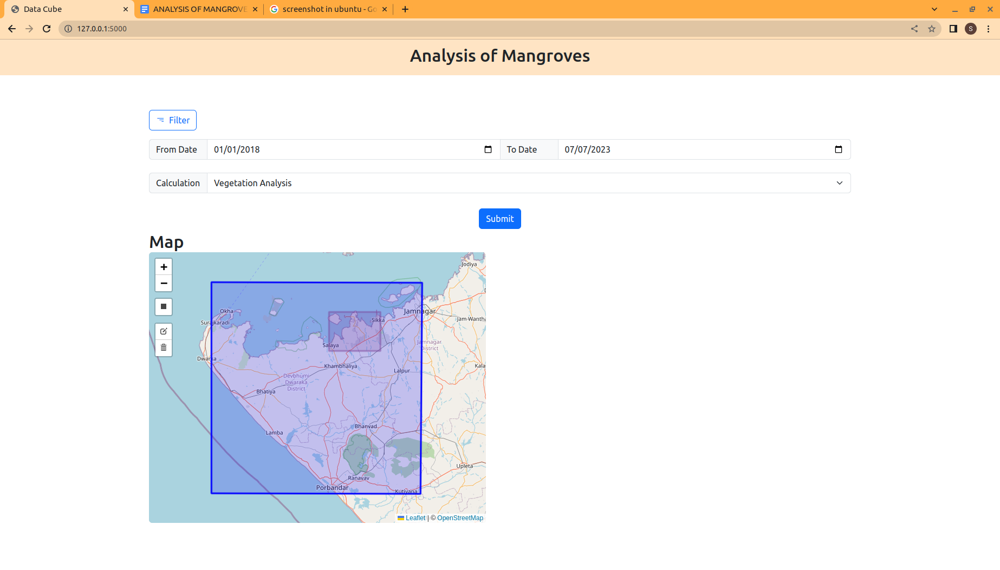 Data Cube
ANALYSIS OF MANGROVE
screenshot in ubuntu - Go
127.0.0.1:5000
S
Analysis of Mangroves
Filter
From Date 01/01/2018 To Date 07/07/2023
Calculation Vegetation Analysis
Submit
Map
+
−
Jodiya
Okha
Jamnagar
Sikka
Jam Wantha
Surajkaradi
Salaya
Jamnagar
District
Dwarka
Khambhaliya
Kala
Lalpur
Devbhumi
Dwaraka
District
Bhatiya
Bhanvad
Lamba
Upleta
Ranavav
Porbandar
Kutiyana
Leaflet | © OpenStreetMap